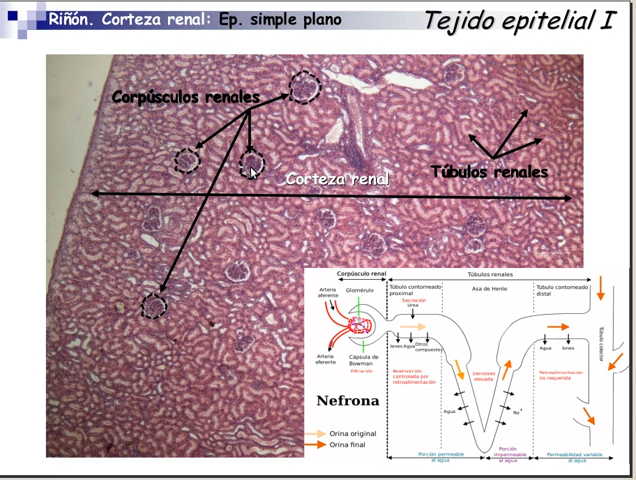 Riñón. Corteza renal: Ep. simple plano
Tejido epitelial I
Corpúsculos renales
Túbulos renales
Corteza renal
Corpúsculo renal
Túbulos renales
Arteria
aferente
Glomérulo
Túbulo contorneado
proximal
Secreción
Urea
Asa de Henle
Túbulo contorneado
distal
Iones Agua Otros
compuestos
Agua Iones
Túbulo colector
Arteria
eferente
Cápsula de
Bowman
Filtración
Reabsorción
controlada por
retroalimentación
Densidad
elevada
Retroalimentación
no requerida
Nefrona
Agua
Na+
Orina original
Orina final
Porción permeable
al agua
Porción
impermeable
al agua
Permeabilidad variable
al agua